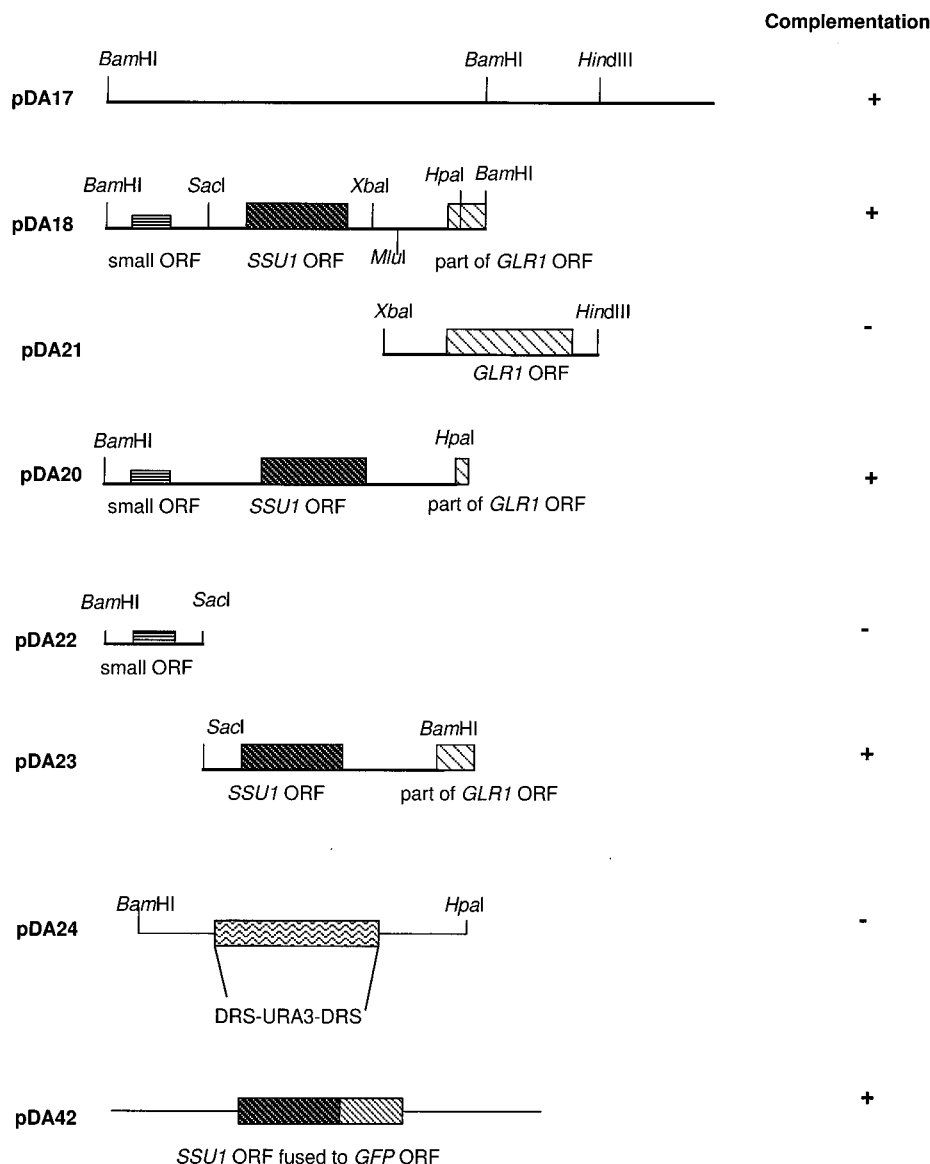 Complementation
BamHI BamHI HindIII
pDA17 +
BamHI SacI XbaI HpaI BamHI
pDA18 +
small ORF SSU1 ORF MluI part of GLR1 ORF
XbaI HindIII
pDA21 -
GLR1 ORF
BamHI HpaI
pDA20 +
small ORF SSU1 ORF part of GLR1 ORF
BamHI SacI
pDA22 -
small ORF
SacI BamHI
pDA23 +
SSU1 ORF part of GLR1 ORF
BamHI HpaI
pDA24 -
DRS-URA3-DRS
pDA42 +
SSU1 ORF fused to GFP ORF